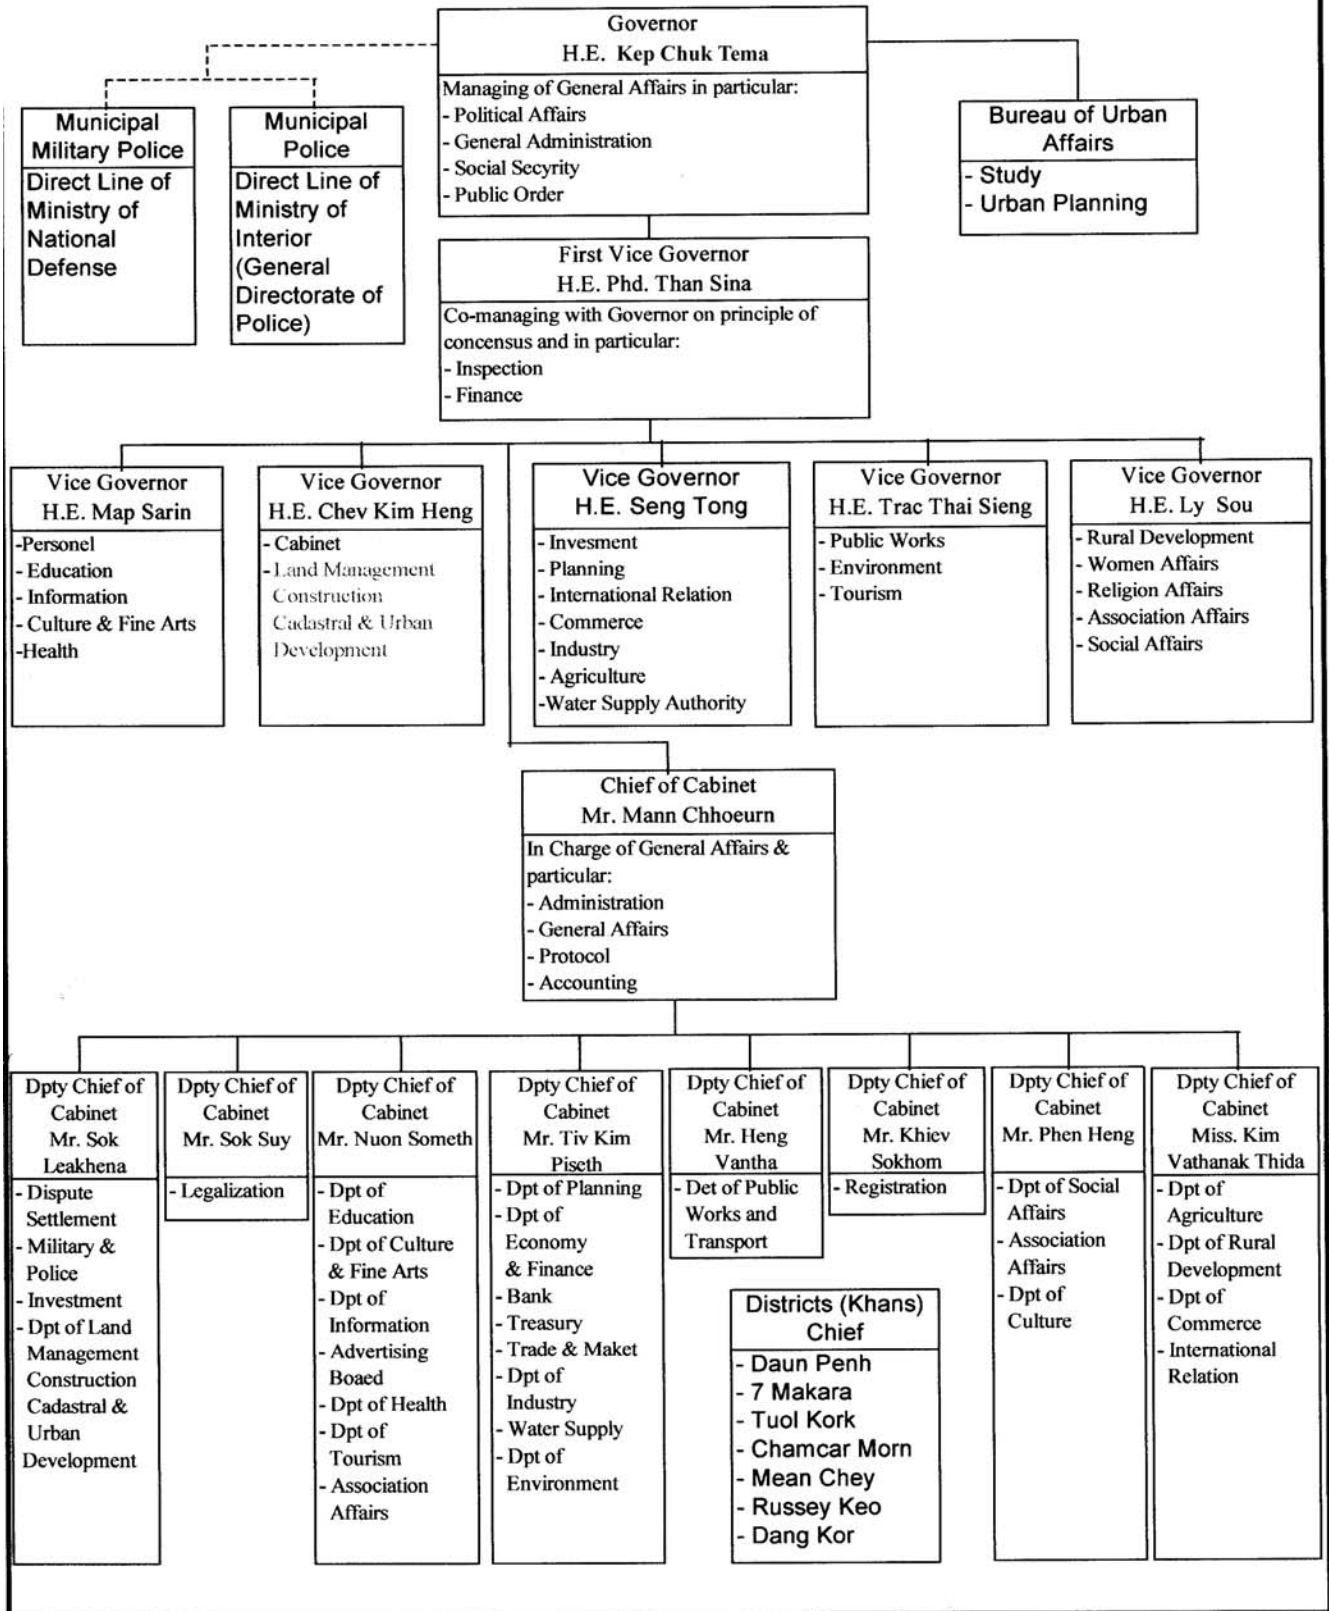 Governor
H.E. Kep Chuk Tema
Managing of General Affairs in particular:
- Political Affairs
- General Administration
- Social Secyrity
- Public Order
Municipal
Military Police
Direct Line of
Ministry of
National
Defense
Municipal
Police
Direct Line of
Ministry of
Interior
(General
Directorate of
Police)
Bureau of Urban
Affairs
- Study
- Urban Planning
First Vice Governor
H.E. Phd. Than Sina
Co-managing with Governor on principle of
concensus and in particular:
- Inspection
- Finance
Vice Governor
H.E. Map Sarin
-Personel
- Education
- Information
- Culture & Fine Arts
-Health
Vice Governor
H.E. Chev Kim Heng
- Cabinet
- Land Management
Construction
Cadastral & Urban
Development
Vice Governor
H.E. Seng Tong
- Invesment
- Planning
- International Relation
- Commerce
- Industry
- Agriculture
-Water Supply Authority
Vice Governor
H.E. Trac Thai Sieng
- Public Works
- Environment
- Tourism
Vice Governor
H.E. Ly Sou
- Rural Development
- Women Affairs
- Religion Affairs
- Association Affairs
- Social Affairs
Chief of Cabinet
Mr. Mann Chhoeurn
In Charge of General Affairs &
particular:
- Administration
- General Affairs
- Protocol
- Accounting
Dpty Chief of
Cabinet
Mr. Sok
Leakhena
- Dispute
Settlement
- Military &
Police
- Investment
- Dpt of Land
Management
Construction
Cadastral &
Urban
Development
Dpty Chief of
Cabinet
Mr. Sok Suy
- Legalization
Dpty Chief of
Cabinet
Mr. Nuon Someth
- Dpt of
Education
- Dpt of Culture
& Fine Arts
- Dpt of
Information
- Advertising
Boaed
- Dpt of Health
- Dpt of
Tourism
- Association
Affairs
Dpty Chief of
Cabinet
Mr. Tiv Kim
Piseth
- Dpt of Planning
- Dpt of
Economy
& Finance
- Bank
- Treasury
- Trade & Maket
- Dpt of
Industry
- Water Supply
- Dpt of
Environment
Dpty Chief of
Cabinet
Mr. Heng
Vantha
- Det of Public
Works and
Transport
Dpty Chief of
Cabinet
Mr. Khiev
Sokhom
- Registration
Dpty Chief of
Cabinet
Mr. Phen Heng
- Dpt of Social
Affairs
- Association
Affairs
- Dpt of
Culture
Dpty Chief of
Cabinet
Miss. Kim
Vathanak Thida
- Dpt of
Agriculture
- Dpt of Rural
Development
- Dpt of
Commerce
- International
Relation
Districts (Khans)
Chief
- Daun Penh
- 7 Makara
- Tuol Kork
- Chamcar Morn
- Mean Chey
- Russey Keo
- Dang Kor